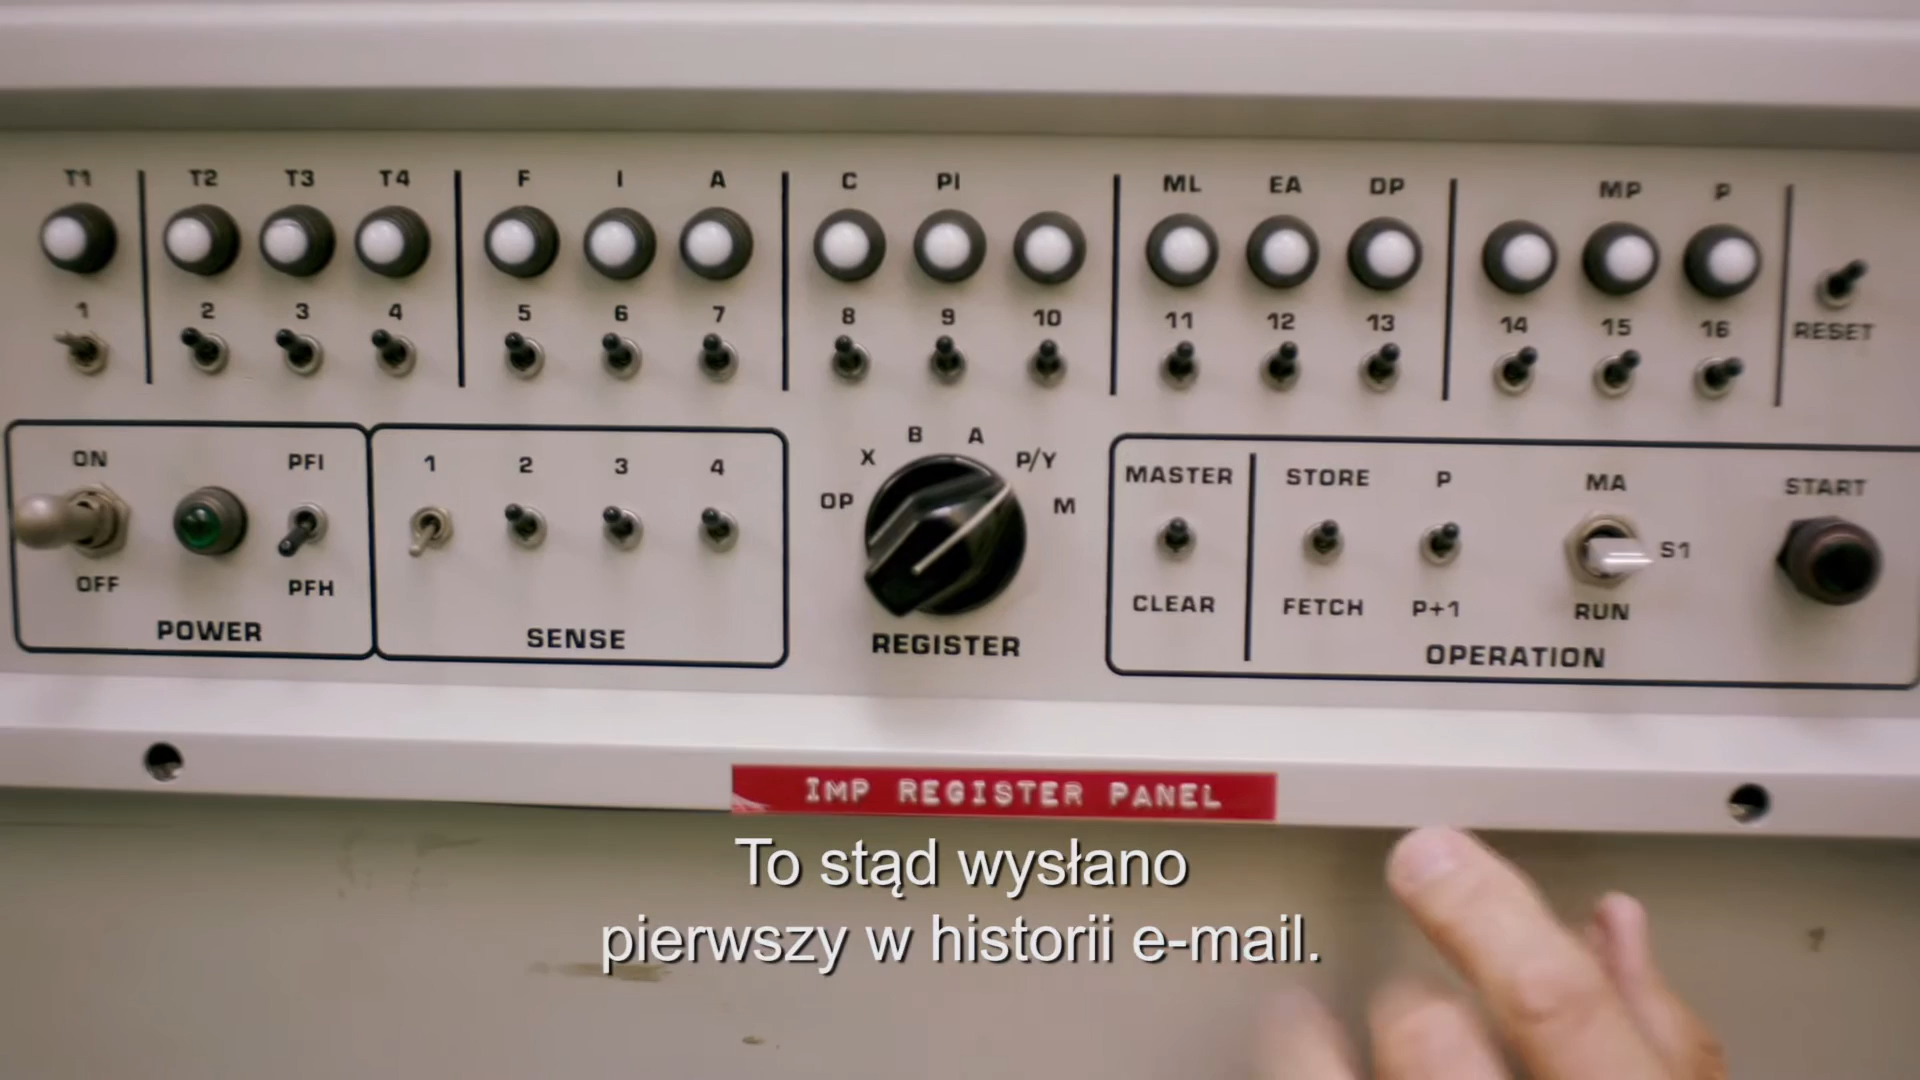 T1 T2 T3 T4 F I A C PI ML EA DP MP P
1 2 3 4 5 6 7 8 9 10 11 12 13 14 15 16 RESET
ON
OFF
PFI
PFH
POWER
1 2 3 4
SENSE
OP X B A P/Y M
REGISTER
MASTER
CLEAR
STORE P MA START
S1
FETCH P+1 RUN
OPERATION
IMP REGISTER PANEL
To stąd wysłano
pierwszy w historii e-mail.